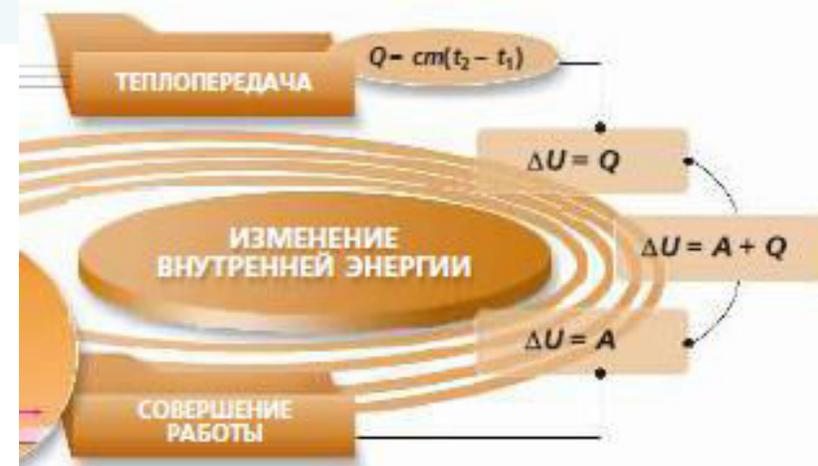 ТЕПЛОПЕРЕДАЧА
Q = cm(t₂ – t₁)
ΔU = Q
ИЗМЕНЕНИЕ
ВНУТРЕННЕЙ ЭНЕРГИИ
ΔU = A + Q
ΔU = A
СОВЕРШЕНИЕ
РАБОТЫ